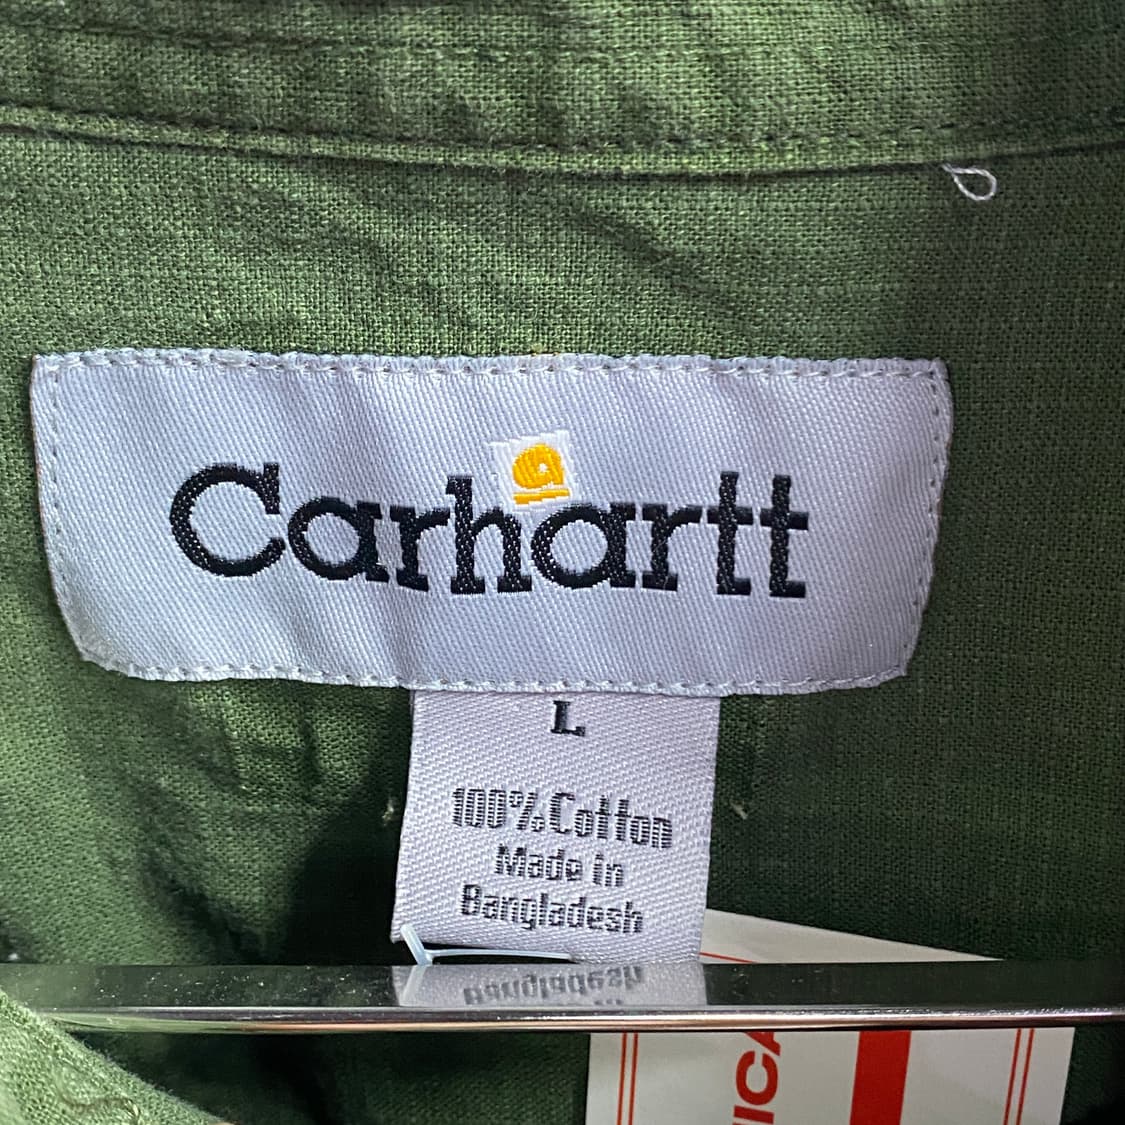 Carhartt
L
100% Cotton
Made in
Bangladesh